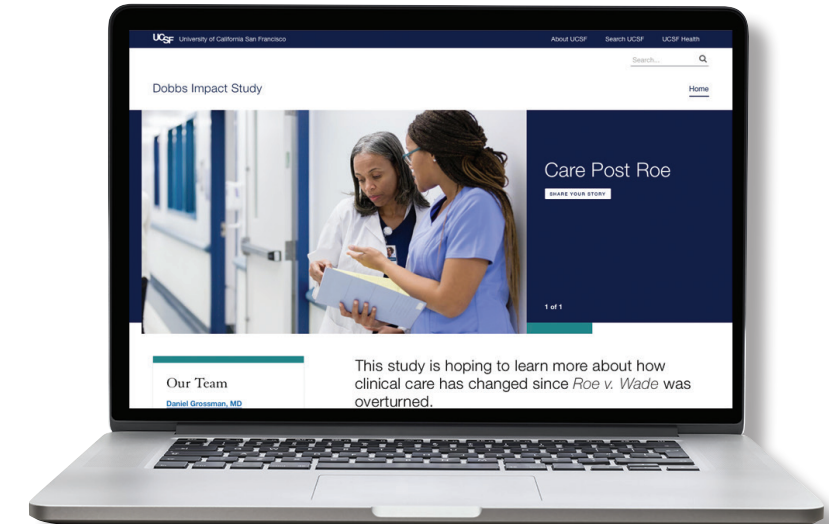 UCSF University of California San Francisco
About UCSF Search UCSF UCSF Health
Search...
Dobbs Impact Study
Home
Care Post Roe
SHARE YOUR STORY
1 of 1
Our Team
Daniel Grossman, MD
This study is hoping to learn more about how
clinical care has changed since Roe v. Wade was
overturned.